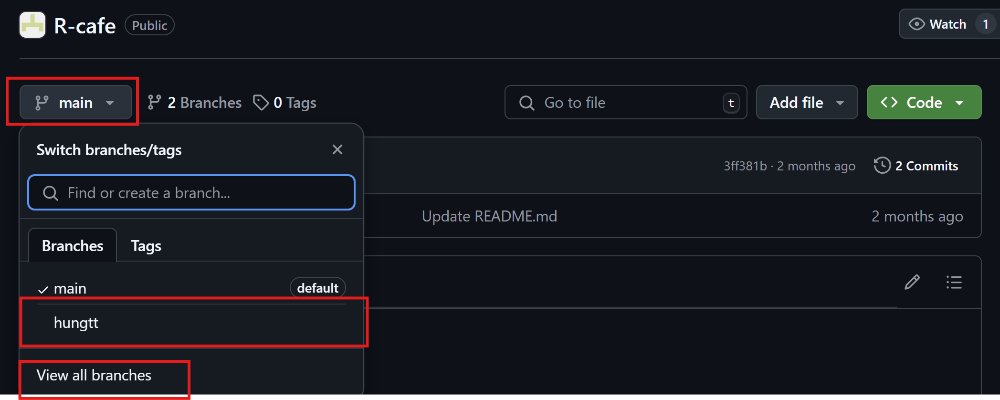 R-cafe Public Watch 1
main 2 Branches 0 Tags Go to file t Add file Code
Switch branches/tags
3ff381b · 2 months ago 2 Commits
Find or create a branch...
Update README.md 2 months ago
Branches Tags
main default
hungtt
View all branches